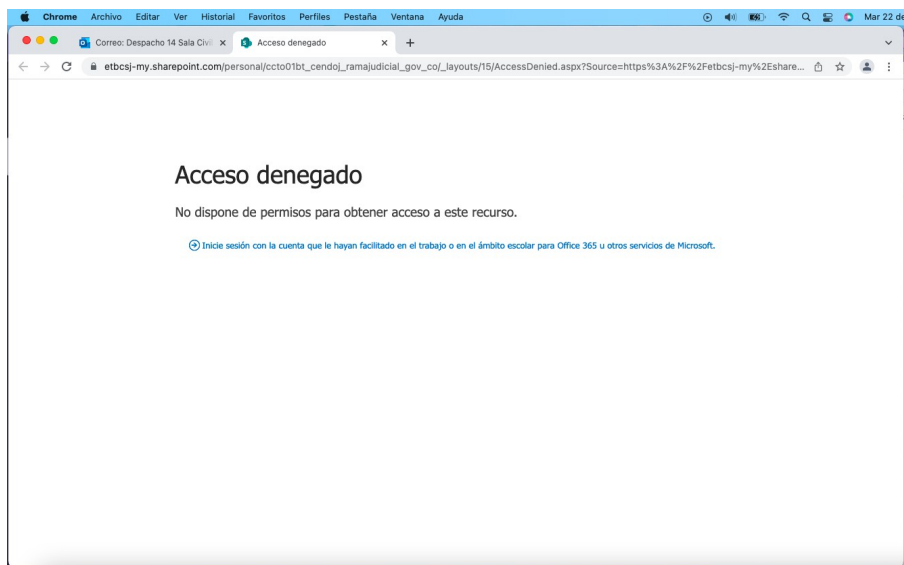 Chrome Archivo Editar Ver Historial Favoritos Perfiles Pestaña Ventana Ayuda Mar 22 de
Correo: Despacho 14 Sala Civil Acceso denegado
etbcsj-my.sharepoint.com/personal/ccto01bt_cendoj_ramajudicial_gov_co/_layouts/15/AccessDenied.aspx?Source=https%3A%2F%2Fetbcsj-my%2Eshare...
Acceso denegado
No dispone de permisos para obtener acceso a este recurso.
Inicie sesión con la cuenta que le hayan facilitado en el trabajo o en el ámbito escolar para Office 365 u otros servicios de Microsoft.